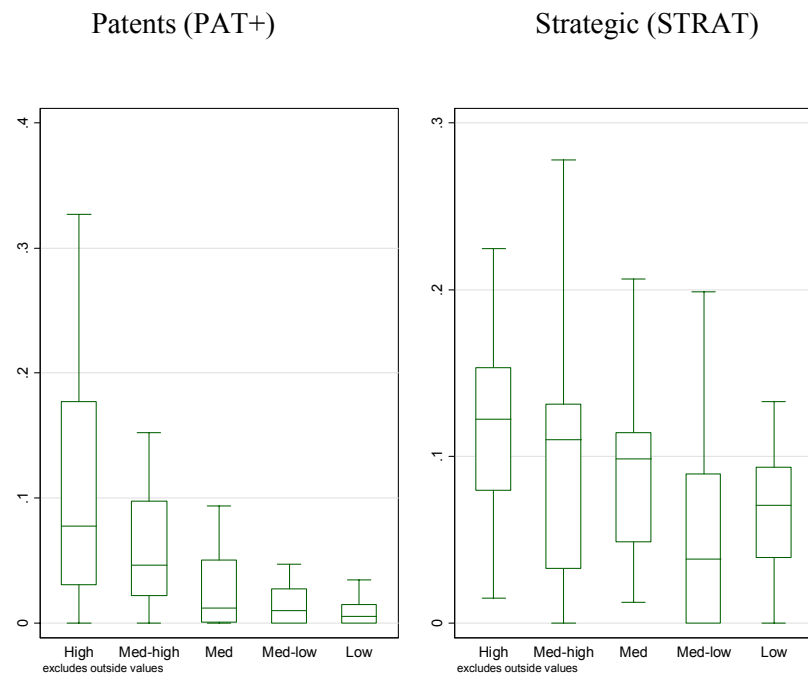 Patents (PAT+)
Strategic (STRAT)
.4
.3
.2
.1
0
High Med-high Med Med-low Low
excludes outside values
.3
.2
.1
0
High Med-high Med Med-low Low
excludes outside values